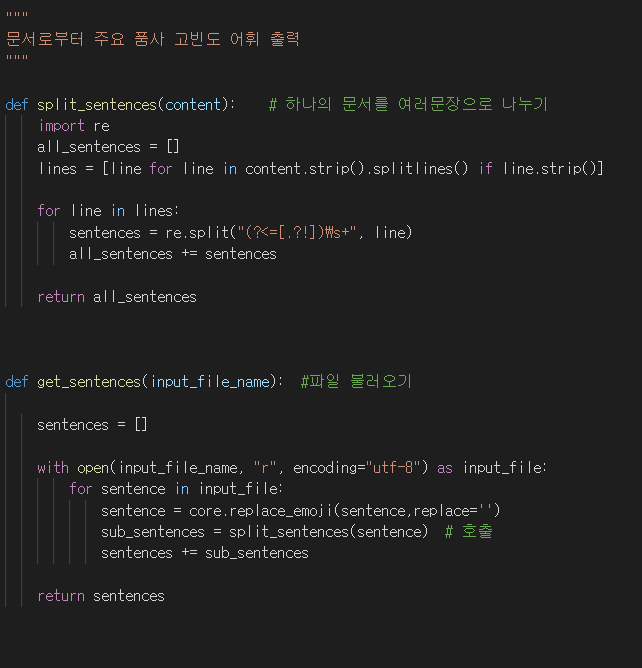 """
문서로부터 주요 품사 고빈도 어휘 출력
"""
def split_sentences(content):    # 하나의 문서를 여러문장으로 나누기
    import re
    all_sentences = []
    lines = [line for line in content.strip().splitlines() if line.strip()]
    for line in lines:
        sentences = re.split("(?<=[.?!])₩s+", line)
        all_sentences += sentences
    return all_sentences
def get_sentences(input_file_name):  #파일 불러오기
    sentences = []
    with open(input_file_name, "r", encoding="utf-8") as input_file:
        for sentence in input_file:
            sentence = core.replace_emoji(sentence,replace='')
            sub_sentences = split_sentences(sentence)  # 호출
            sentences += sub_sentences
    return sentences